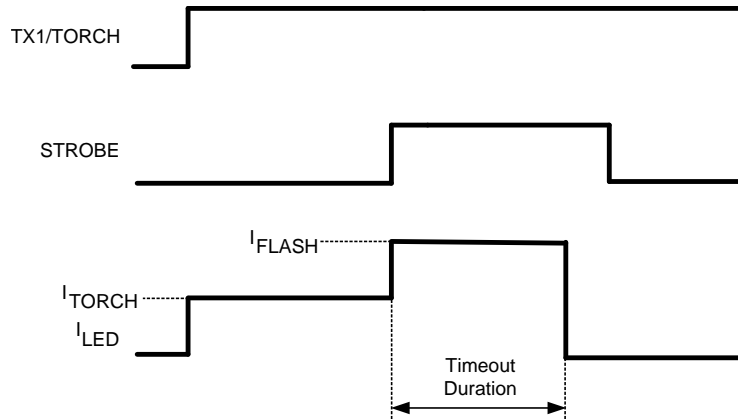 TX1/TORCH
STROBE
IFLASH
ITORCH
ILED
Timeout
Duration